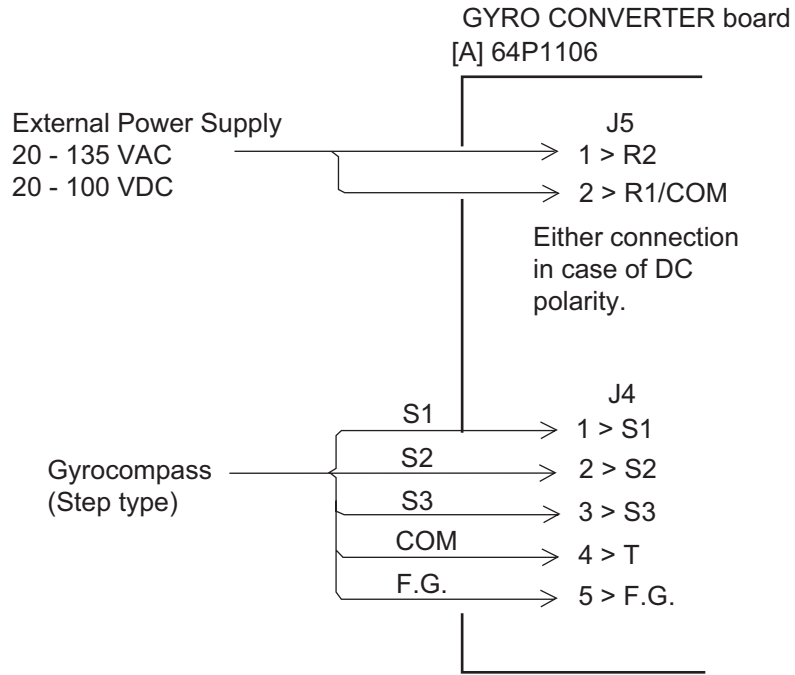 GYRO CONVERTER board
[A] 64P1106
External Power Supply
20 - 135 VAC
20 - 100 VDC
J5
1 > R2
2 > R1/COM
Either connection
in case of DC
polarity.
J4
Gyrocompass
(Step type)
S1
1 > S1
S2
2 > S2
S3
3 > S3
COM
4 > T
F.G.
5 > F.G.